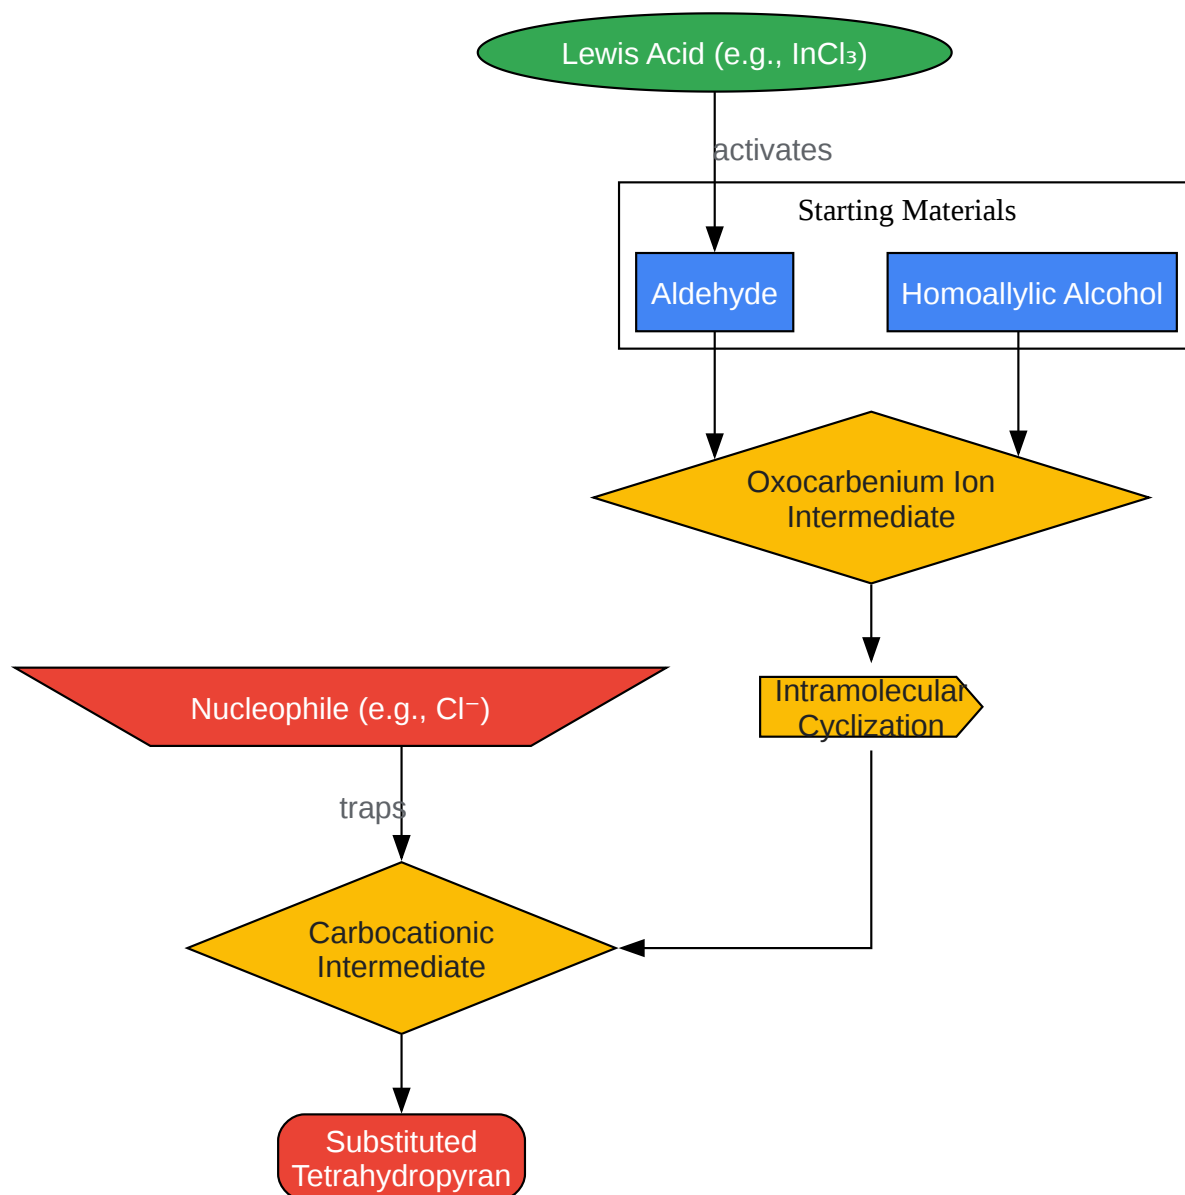 Lewis Acid (e.g., InCl₃)
activates
Starting Materials
Aldehyde
Homoallylic Alcohol
Oxocarbenium Ion
Intermediate
Intramolecular
Cyclization
Nucleophile (e.g., Cl⁻)
traps
Carbocationic
Intermediate
Substituted
Tetrahydropyran